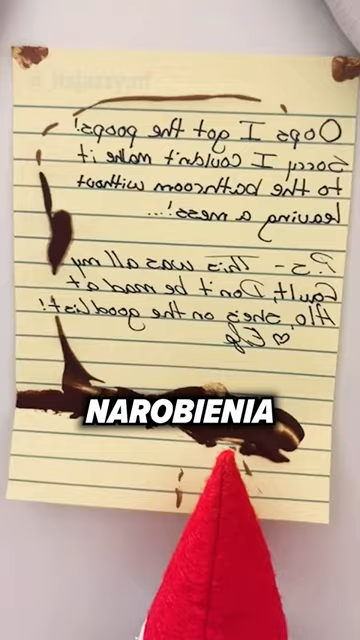 Oops I got the poops!
Sorry I couldn't make it
to the bathroom without
leaving a mess!...
P.s - This was all my
fault, Don't be mad at
Alo, she's on the good list!
♡ Elf
NAROBIENIA